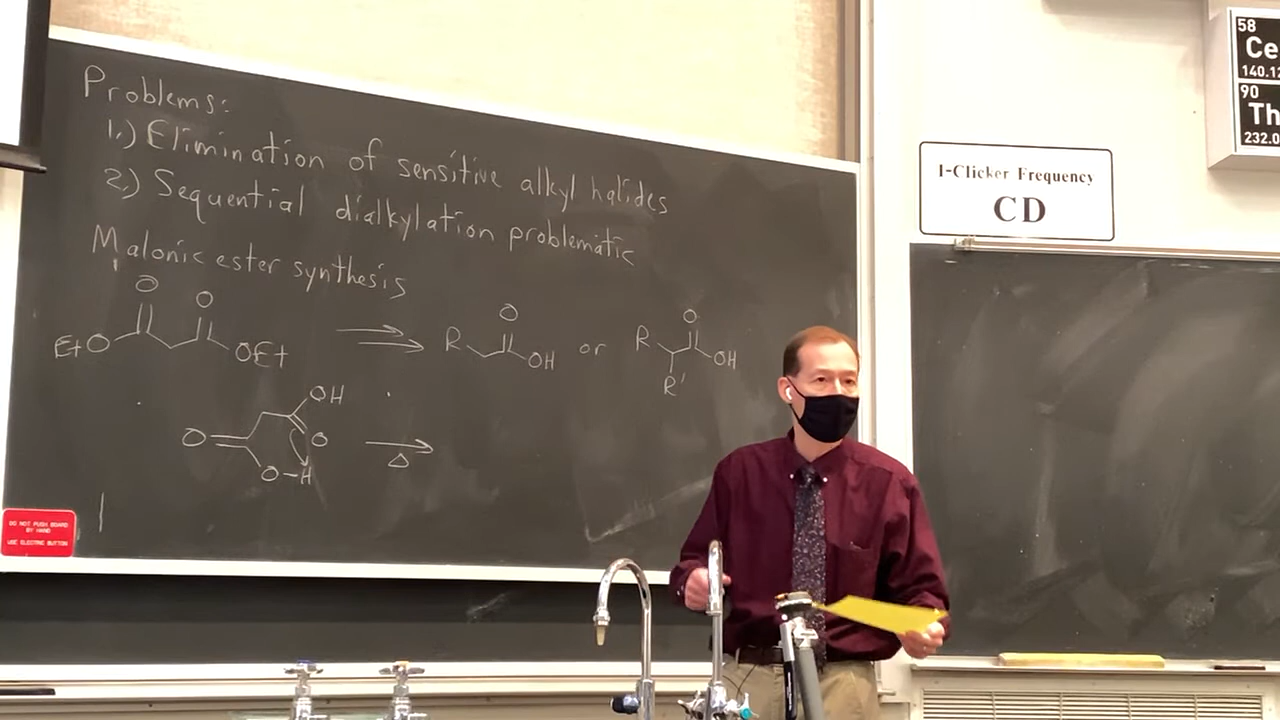 Problems:
1.) Elimination of sensitive alkyl halides
2.) Sequential dialkylation problematic
Malonic ester synthesis
O O O O
EtO OEt R OH or R OH
R'
OH
O O
O-H Δ
DO NOT PUSH BOARD
BY HAND
USE ELECTRIC BUTTON
I-Clicker Frequency
CD
58
Ce
140.12
90
Th
232.0